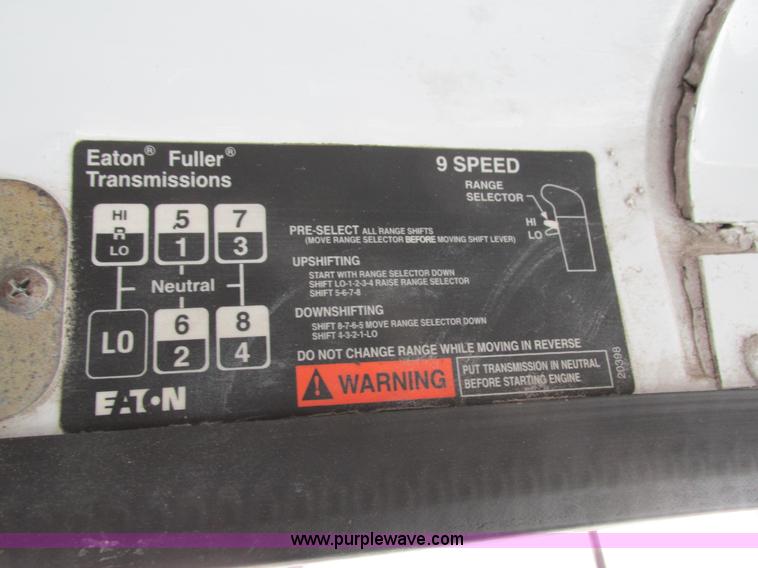 Eaton® Fuller®
Transmissions
9 SPEED
RANGE
SELECTOR
HI
LO
HI
R
LO
5
1
7
3
Neutral
LO
6
2
8
4
PRE-SELECT ALL RANGE SHIFTS
(MOVE RANGE SELECTOR BEFORE MOVING SHIFT LEVER)
UPSHIFTING
START WITH RANGE SELECTOR DOWN
SHIFT LO-1-2-3-4 RAISE RANGE SELECTOR
SHIFT 5-6-7-8
DOWNSHIFTING
SHIFT 8-7-6-5 MOVE RANGE SELECTOR DOWN
SHIFT 4-3-2-1-LO
DO NOT CHANGE RANGE WHILE MOVING IN REVERSE
WARNING
PUT TRANSMISSION IN NEUTRAL
BEFORE STARTING ENGINE
20398
EATON
www.purplewave.com